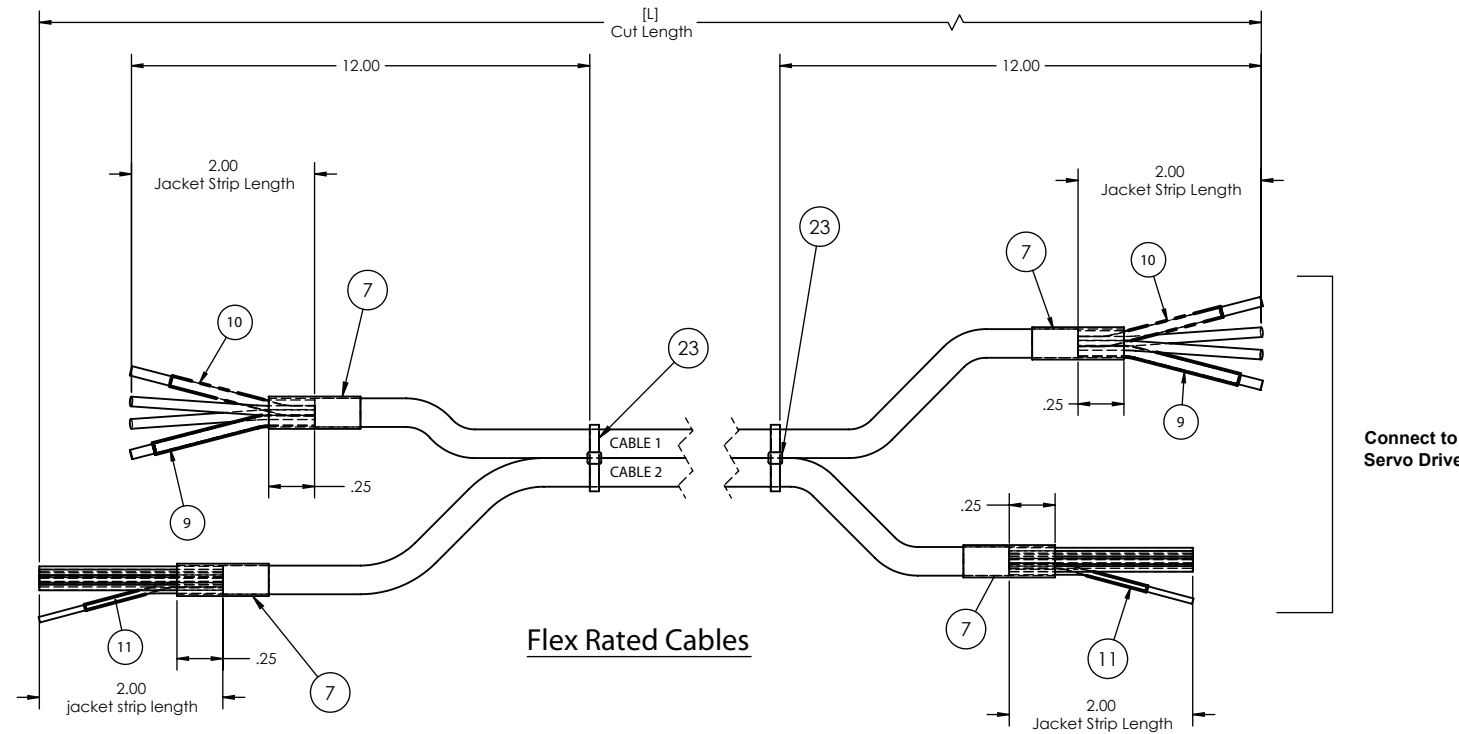 [L]
Cut Length
12.00
12.00
2.00
Jacket Strip Length
2.00
Jacket Strip Length
23
7
10
7
10
23
.25
9
CABLE 1
CABLE 2
Connect to
Servo Drive
.25
9
.25
11
7
.25
Flex Rated Cables
7
11
2.00
jacket strip length
2.00
Jacket Strip Length